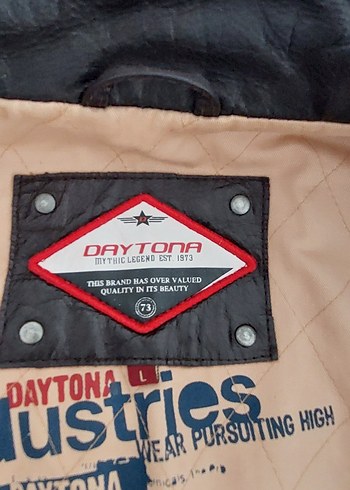 DAYTONA
MYTHIC LEGEND EST. 1973
THIS BRAND HAS OVER VALUED
QUALITY IN ITS BEAUTY
73
L
DAYTONA
dustries
WEAR PURSUITING HIGH
DAYTONA